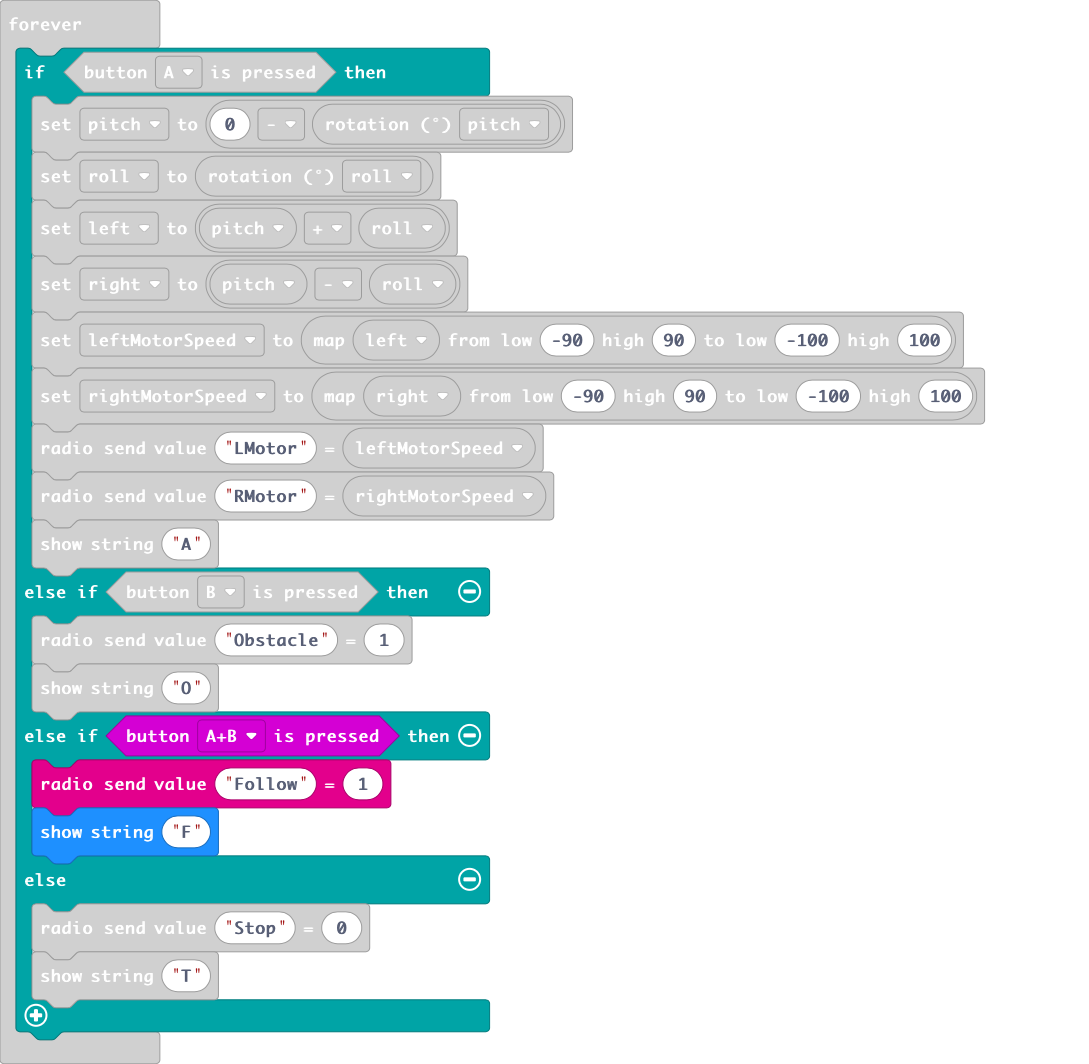 forever
if button A is pressed then
set pitch to 0 - rotation (°) pitch
set roll to rotation (°) roll
set left to pitch + roll
set right to pitch - roll
set leftMotorSpeed to map left from low -90 high 90 to low -100 high 100
set rightMotorSpeed to map right from low -90 high 90 to low -100 high 100
radio send value "LMotor" = leftMotorSpeed
radio send value "RMotor" = rightMotorSpeed
show string "A"
else if button B is pressed then
radio send value "Obstacle" = 1
show string "O"
else if button A+B is pressed then
radio send value "Follow" = 1
show string "F"
else
radio send value "Stop" = 0
show string "T"